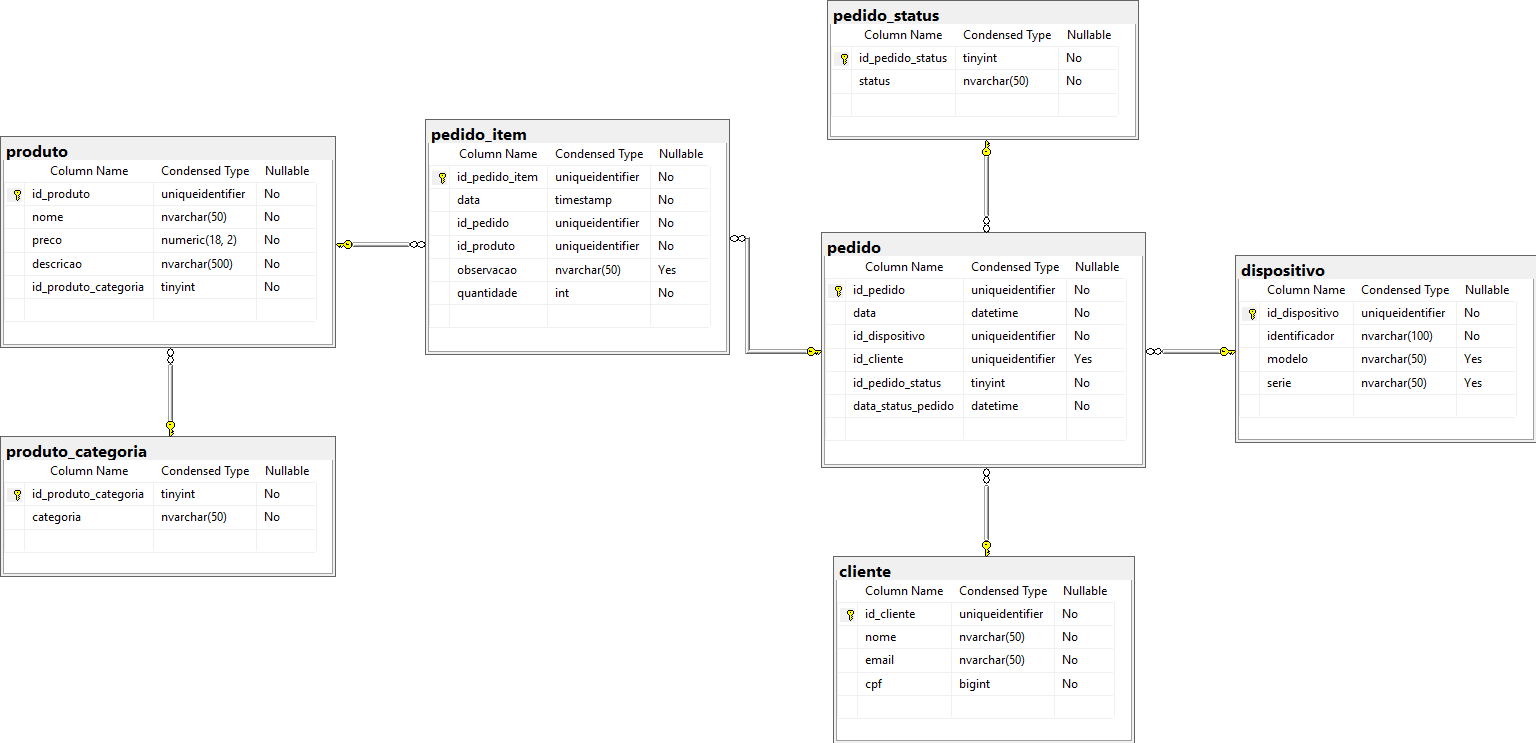 pedido_status
Column Name Condensed Type Nullable
id_pedido_status tinyint No
status nvarchar(50) No
pedido_item
Column Name Condensed Type Nullable
id_pedido_item uniqueidentifier No
data timestamp No
id_pedido uniqueidentifier No
id_produto uniqueidentifier No
observacao nvarchar(50) Yes
quantidade int No
produto
Column Name Condensed Type Nullable
id_produto uniqueidentifier No
nome nvarchar(50) No
preco numeric(18, 2) No
descricao nvarchar(500) No
id_produto_categoria tinyint No
pedido
Column Name Condensed Type Nullable
id_pedido uniqueidentifier No
data datetime No
id_dispositivo uniqueidentifier No
id_cliente uniqueidentifier Yes
id_pedido_status tinyint No
data_status_pedido datetime No
dispositivo
Column Name Condensed Type Nullable
id_dispositivo uniqueidentifier No
identificador nvarchar(100) No
modelo nvarchar(50) Yes
serie nvarchar(50) Yes
produto_categoria
Column Name Condensed Type Nullable
id_produto_categoria tinyint No
categoria nvarchar(50) No
cliente
Column Name Condensed Type Nullable
id_cliente uniqueidentifier No
nome nvarchar(50) No
email nvarchar(50) No
cpf bigint No